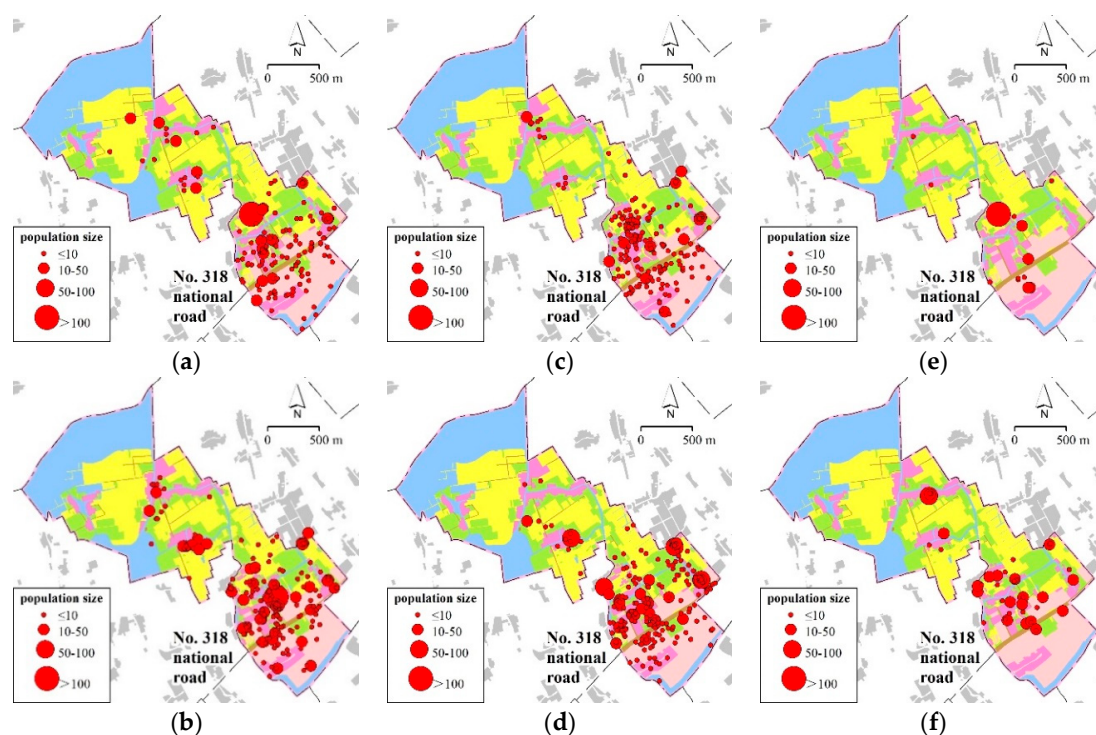 N
500 m
0
population size
≤10
10-50
50-100
>100
No. 318
national
road
(a)
N
500 m
0
population size
≤10
10-50
50-100
>100
No. 318
national
road
(c)
N
500 m
0
population size
≤10
10-50
50-100
>100
No. 318
national
road
(e)
N
0 500 m
population size
≤10
10-50
50-100
>100
No. 318
national
road
(b)
N
0 500 m
population size
≤10
10-50
50-100
>100
No. 318
national
road
(d)
N
0 500 m
population size
≤10
10-50
50-100
>100
No. 318
national
road
(f)